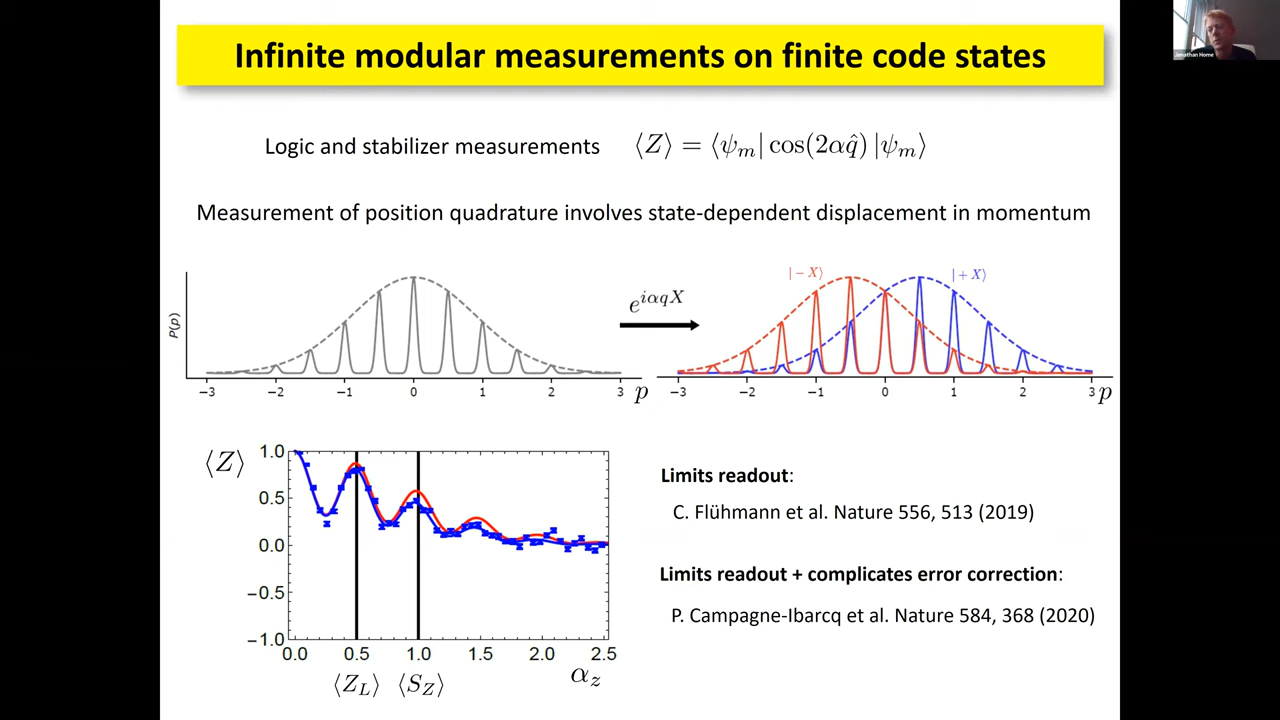 Infinite modular measurements on finite code states
Jonathan Home
Logic and stabilizer measurements ⟨Z⟩ = ⟨ψ_m| cos(2αq̂) |ψ_m⟩
Measurement of position quadrature involves state-dependent displacement in momentum
P(p)
−3 −2 −1 0 1 2 3 p
e^{iαqX}
|−X⟩ |+X⟩
−3 −2 −1 0 1 2 3 p
⟨Z⟩
1.0
0.5
0.0
−0.5
−1.0
0.0 0.5 1.0 1.5 2.0 2.5
⟨Z_L⟩ ⟨S_Z⟩ α_z
Limits readout:
C. Flühmann et al. Nature 556, 513 (2019)
Limits readout + complicates error correction:
P. Campagne-Ibarcq et al. Nature 584, 368 (2020)